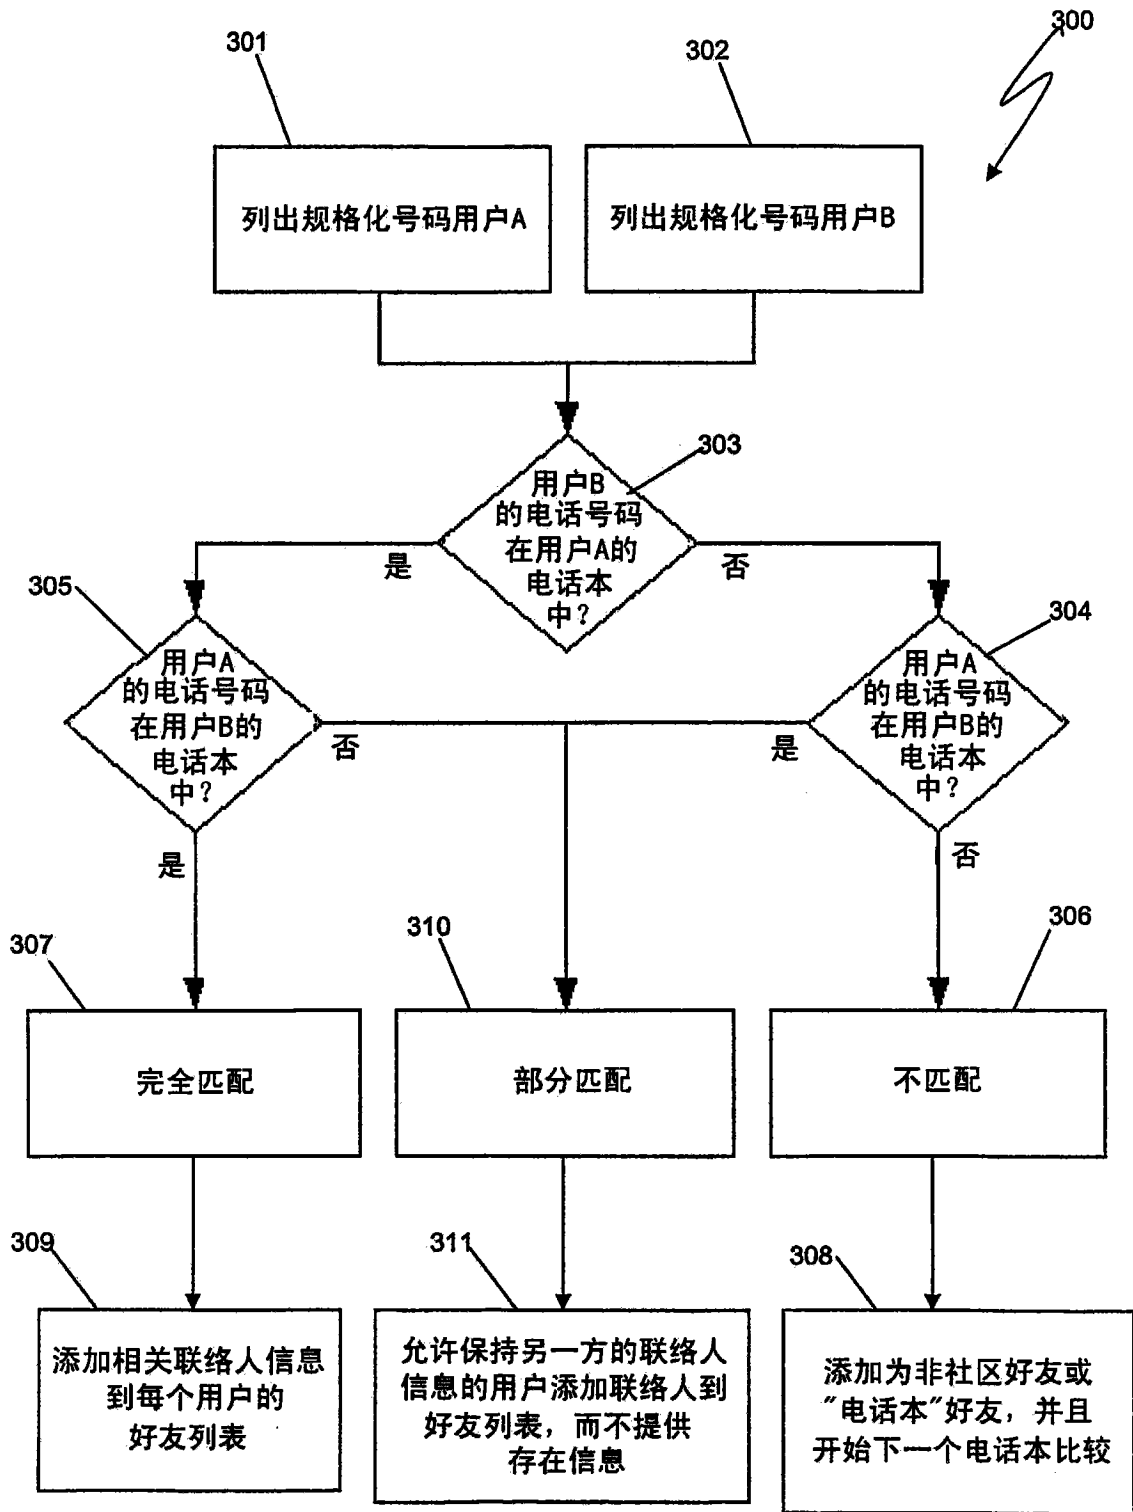 300
301
302
列出规格化号码用户A
列出规格化号码用户B
303
用户B
的电话号码
在用户A的
电话本
中?
是
否
305
用户A
的电话号码
在用户B的
电话本
中?
否
是
304
用户A
的电话号码
在用户B的
电话本
中?
是
否
307
完全匹配
310
部分匹配
306
不匹配
309
添加相关联络人信息
到每个用户的
好友列表
311
允许保持另一方的联络人
信息的用户添加联络人到
好友列表，而不提供
存在信息
308
添加为非社区好友或
"电话本"好友，并且
开始下一个电话本比较